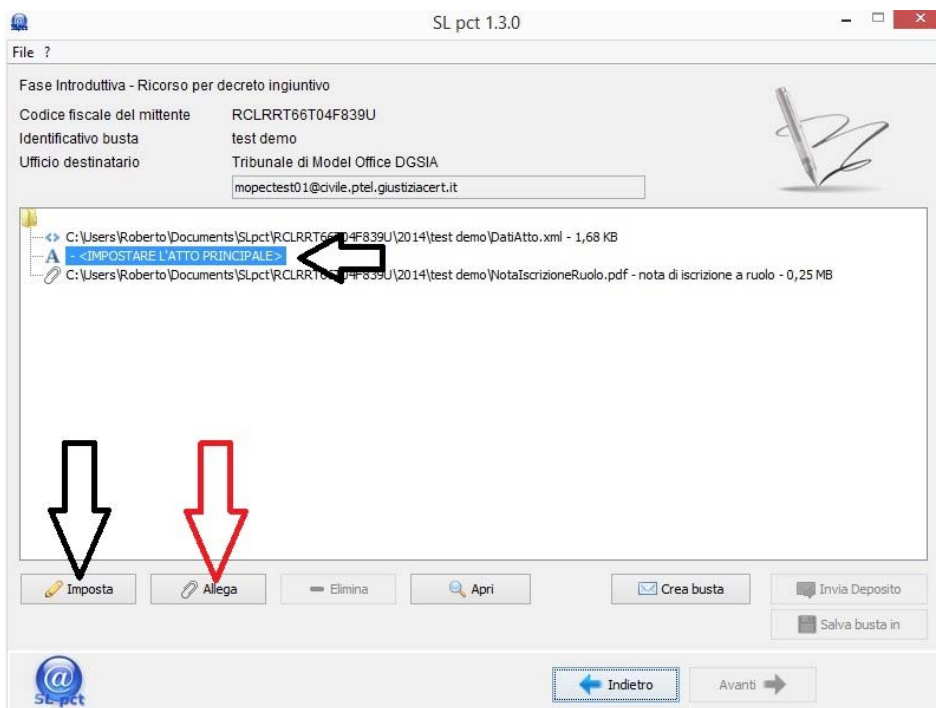 SL pct 1.3.0
File ?
Fase Introduttiva - Ricorso per decreto ingiuntivo
Codice fiscale del mittente RCLRRT66T04F839U
Identificativo busta test demo
Ufficio destinatario Tribunale di Model Office DGSIA
mopectest01@civile.ptel.giustiziacert.it
C:\Users\Roberto\Documents\SLpct\RCLRRT66T04F839U\2014\test demo\DatiAtto.xml - 1,68 KB
A - <IMPOSTARE L'ATTO PRINCIPALE>
C:\Users\Roberto\Documents\SLpct\RCLRRT66T04F839U\2014\test demo\NotaIscrizioneRuolo.pdf - nota di iscrizione a ruolo - 0,25 MB
Imposta Allega Elimina Apri Crea busta Invia Deposito
Salva busta in
SL pct Indietro Avanti